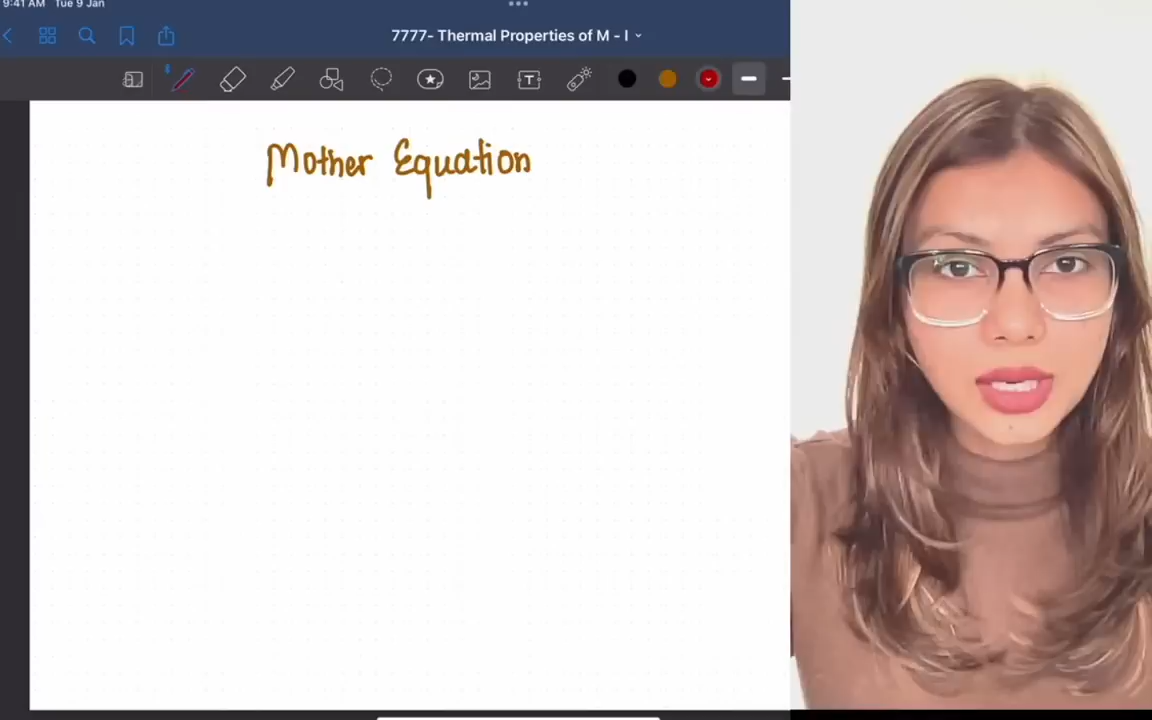 9:41 AM Tue 9 Jan
7777- Thermal Properties of M - I
Mother Equation